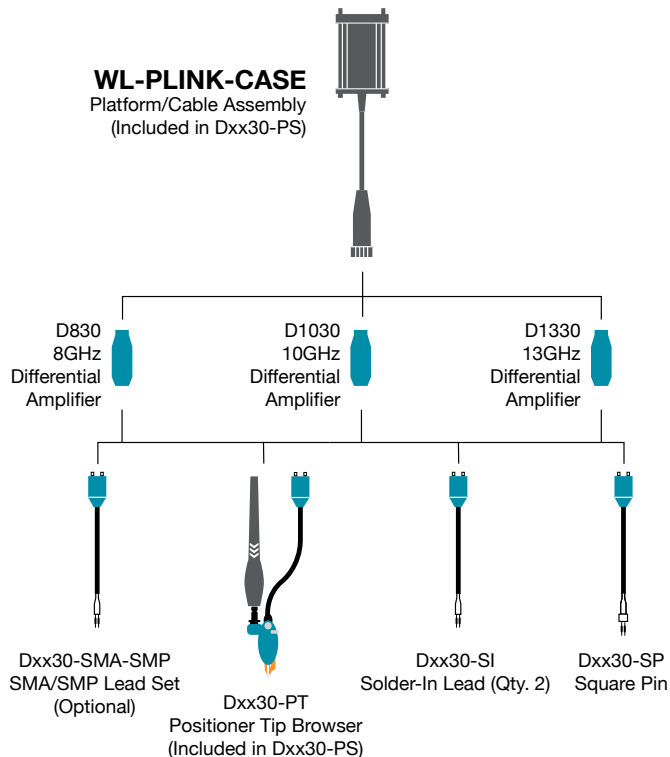 WL-PLINK-CASE
Platform/Cable Assembly
(Included in Dxx30-PS)
D830
8GHz
Differential
Amplifier
D1030
10GHz
Differential
Amplifier
D1330
13GHz
Differential
Amplifier
Dxx30-SMA-SMP
SMA/SMP Lead Set
(Optional)
Dxx30-PT
Positioner Tip Browser
(Included in Dxx30-PS)
Dxx30-SI
Solder-In Lead (Qty. 2)
Dxx30-SP
Square Pin